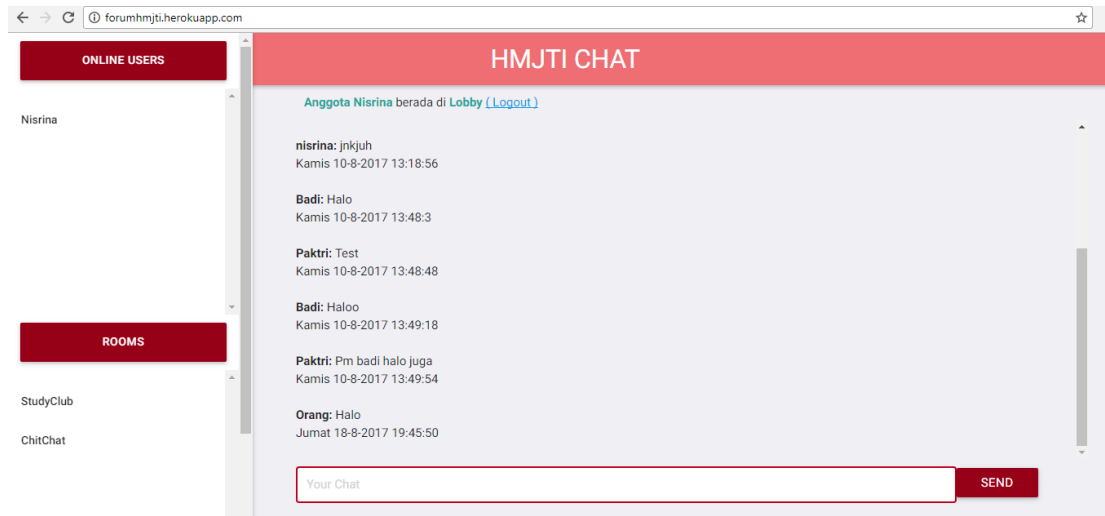 forumhmjti.herokuapp.com
ONLINE USERS
Nisrina
ROOMS
StudyClub
ChitChat
HMJTI CHAT
Anggota Nisrina berada di Lobby ( Logout )
nisrina: jnkjuh
Kamis 10-8-2017 13:18:56
Badi: Halo
Kamis 10-8-2017 13:48:3
Paktri: Test
Kamis 10-8-2017 13:48:48
Badi: Haloo
Kamis 10-8-2017 13:49:18
Paktri: Pm badi halo juga
Kamis 10-8-2017 13:49:54
Orang: Halo
Jumat 18-8-2017 19:45:50
Your Chat
SEND